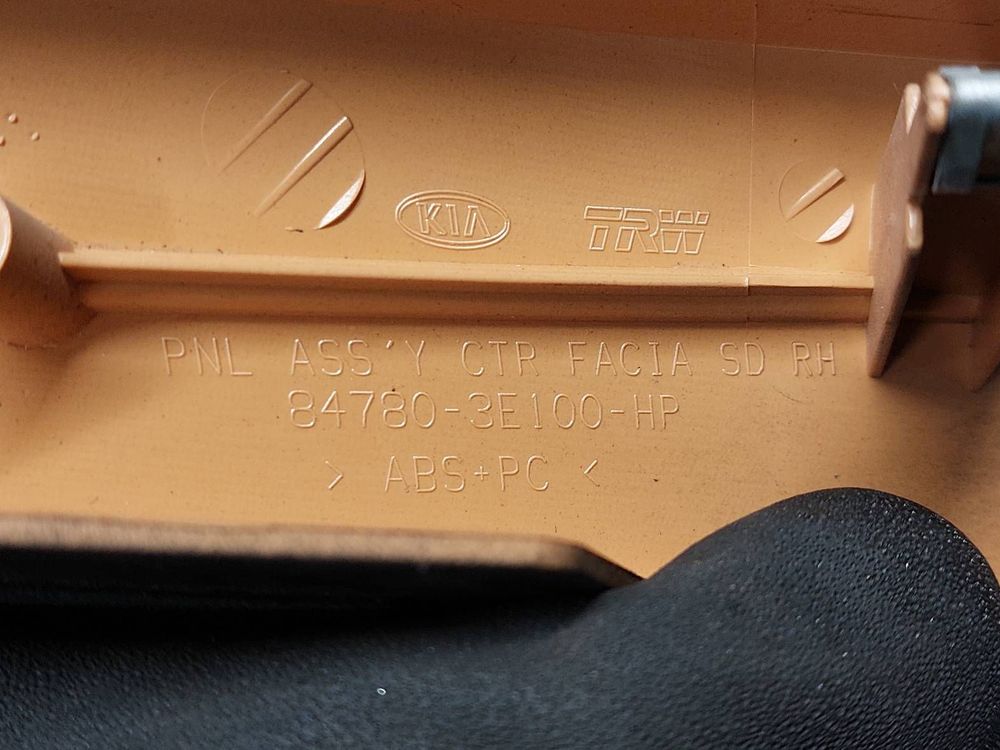 KIA TRW
PNL ASS'Y CTR FACIA SD RH
84780-3E100-HP
> ABS+PC <